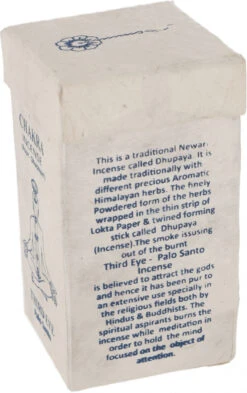 This is a traditional Newari
Incense called Dhupaya. It is
made traditionally with
different precious Aromatic
Himalayan herbs. The finely
Powdered form of the herbs
wrapped in the thin strip of
Lokta Paper & twined forming
stick called Dhupaya
(Incense).The smoke issusing
out of the burnt
Third Eye - Palo Santo
Incense
is believed to attract the gods
and hence it has been put to
an extensive use specially in
the religious fields both by
Hindus & Buddhists. The
spiritual aspirants burns the
incense while meditation in
order to hold the mind
focused on the object of
attention.
CHAKRA